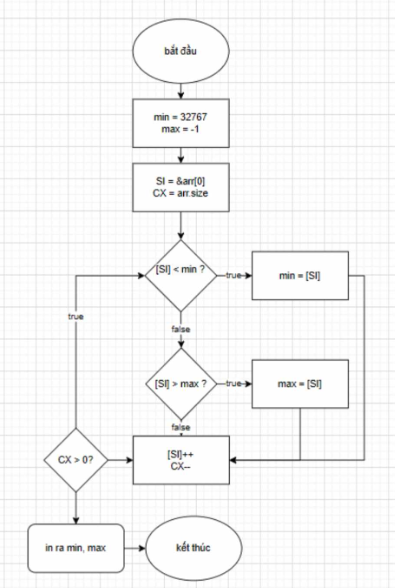 bắt đầu
min = 32767
max = -1
SI = &arr[0]
CX = arr.size
[SI] < min ?
true
min = [SI]
true
false
[SI] > max ?
true
max = [SI]
false
[SI]++
CX--
CX > 0?
in ra min, max
kết thúc